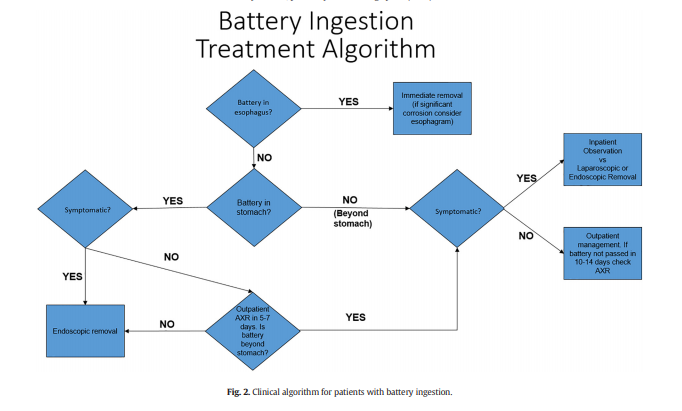 Battery Ingestion
Treatment Algorithm
Battery in
esophagus?
YES
Immediate removal
(if significant
corrosion consider
esophagram)
NO
Inpatient
Observation
vs
Laparoscopic or
Endoscopic Removal
YES
Symptomatic?
YES
Battery in
stomach?
NO
(Beyond
stomach)
Symptomatic?
NO
Outpatient
management. If
battery not passed in
10-14 days check
AXR
NO
YES
Endoscopic removal
NO
Outpatient
AXR in 5-7
days. Is
battery
beyond
stomach?
YES
Fig. 2. Clinical algorithm for patients with battery ingestion.